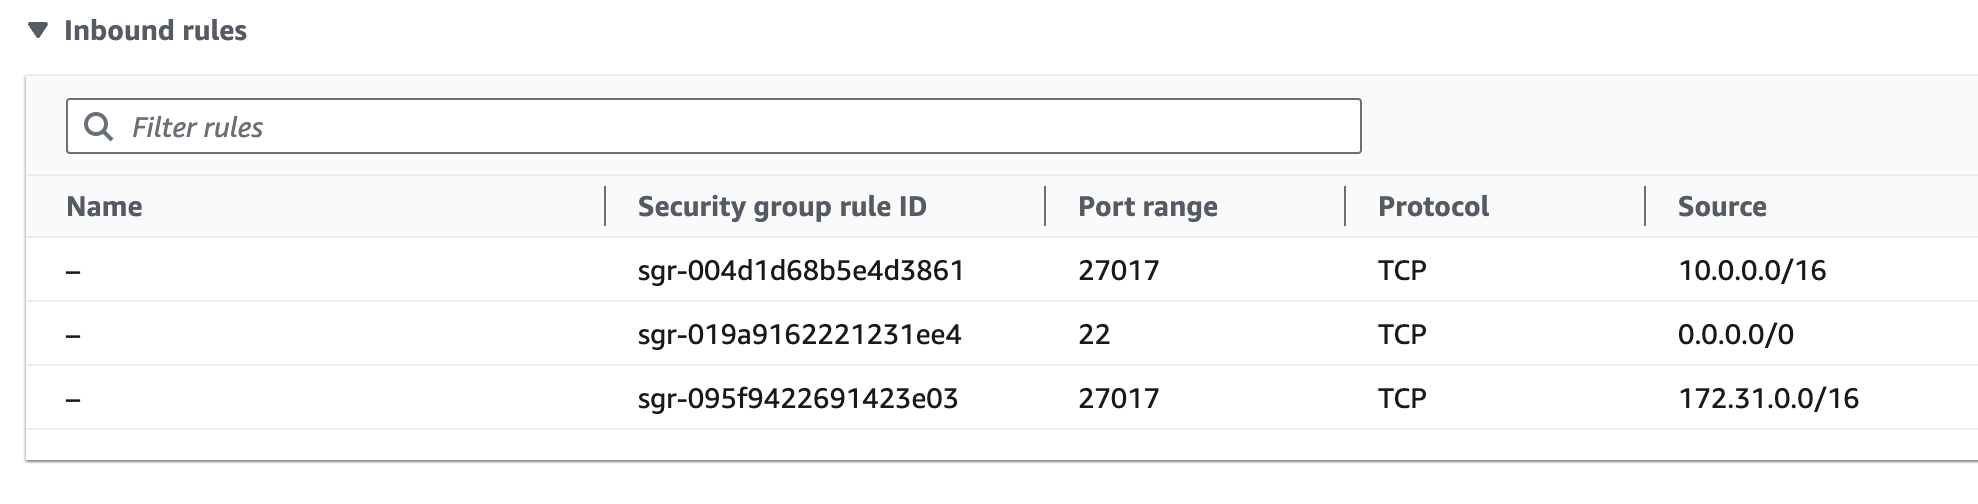 Inbound rules
Filter rules
Name Security group rule ID Port range Protocol Source
– sgr-004d1d68b5e4d3861 27017 TCP 10.0.0.0/16
– sgr-019a9162221231ee4 22 TCP 0.0.0.0/0
– sgr-095f9422691423e03 27017 TCP 172.31.0.0/16